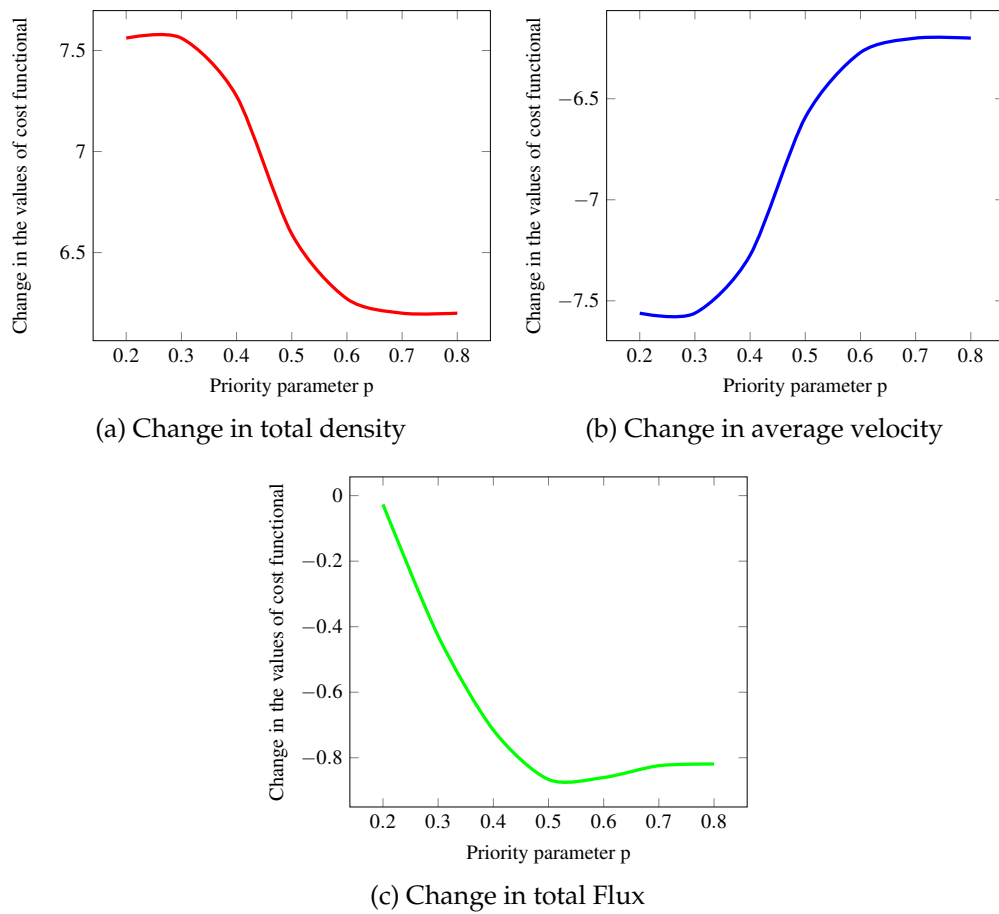 7.5
7
6.5
0.2 0.3 0.4 0.5 0.6 0.7 0.8
Priority parameter p
Change in the values of cost functional
(a) Change in total density
−6.5
−7
−7.5
0.2 0.3 0.4 0.5 0.6 0.7 0.8
Priority parameter p
Change in the values of cost functional
(b) Change in average velocity
0
−0.2
−0.4
−0.6
−0.8
0.2 0.3 0.4 0.5 0.6 0.7 0.8
Priority parameter p
Change in the values of cost functional
(c) Change in total Flux